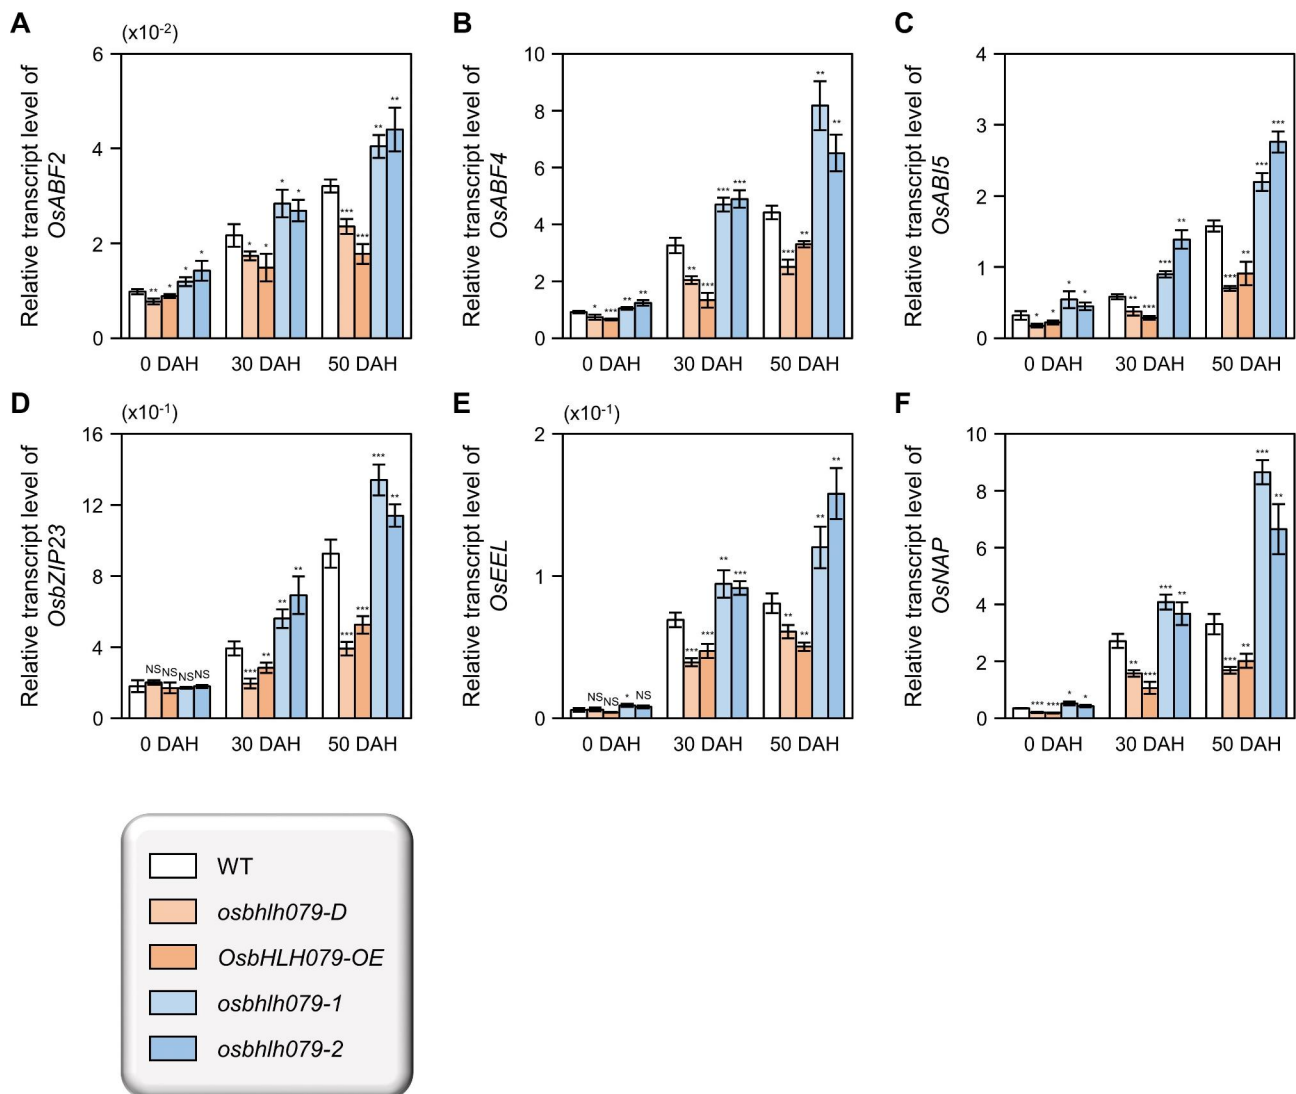 A
(x10-2)
Relative transcript level of
OsABF2
6
4
2
0
** * * *
* * * *
*** *** ** **
0 DAH 30 DAH 50 DAH
B
Relative transcript level of
OsABF4
10
8
6
4
2
0
* *** ** **
** *** *** ***
*** ** ** **
0 DAH 30 DAH 50 DAH
C
Relative transcript level of
OsABI5
4
3
2
1
0
* * * *
** *** *** **
*** ** *** ***
0 DAH 30 DAH 50 DAH
D
(x10-1)
Relative transcript level of
OsbZIP23
16
12
8
4
0
NS NS NS NS
*** ** ** **
*** *** *** **
0 DAH 30 DAH 50 DAH
E
(x10-1)
Relative transcript level of
OsEEL
2
1
0
NS NS * NS
*** *** ** ***
** ** ** **
0 DAH 30 DAH 50 DAH
F
Relative transcript level of
OsNAP
10
8
6
4
2
0
*** *** * *
** *** *** **
*** ** *** **
0 DAH 30 DAH 50 DAH
WT
osbhlh079-D
OsbHLH079-OE
osbhlh079-1
osbhlh079-2